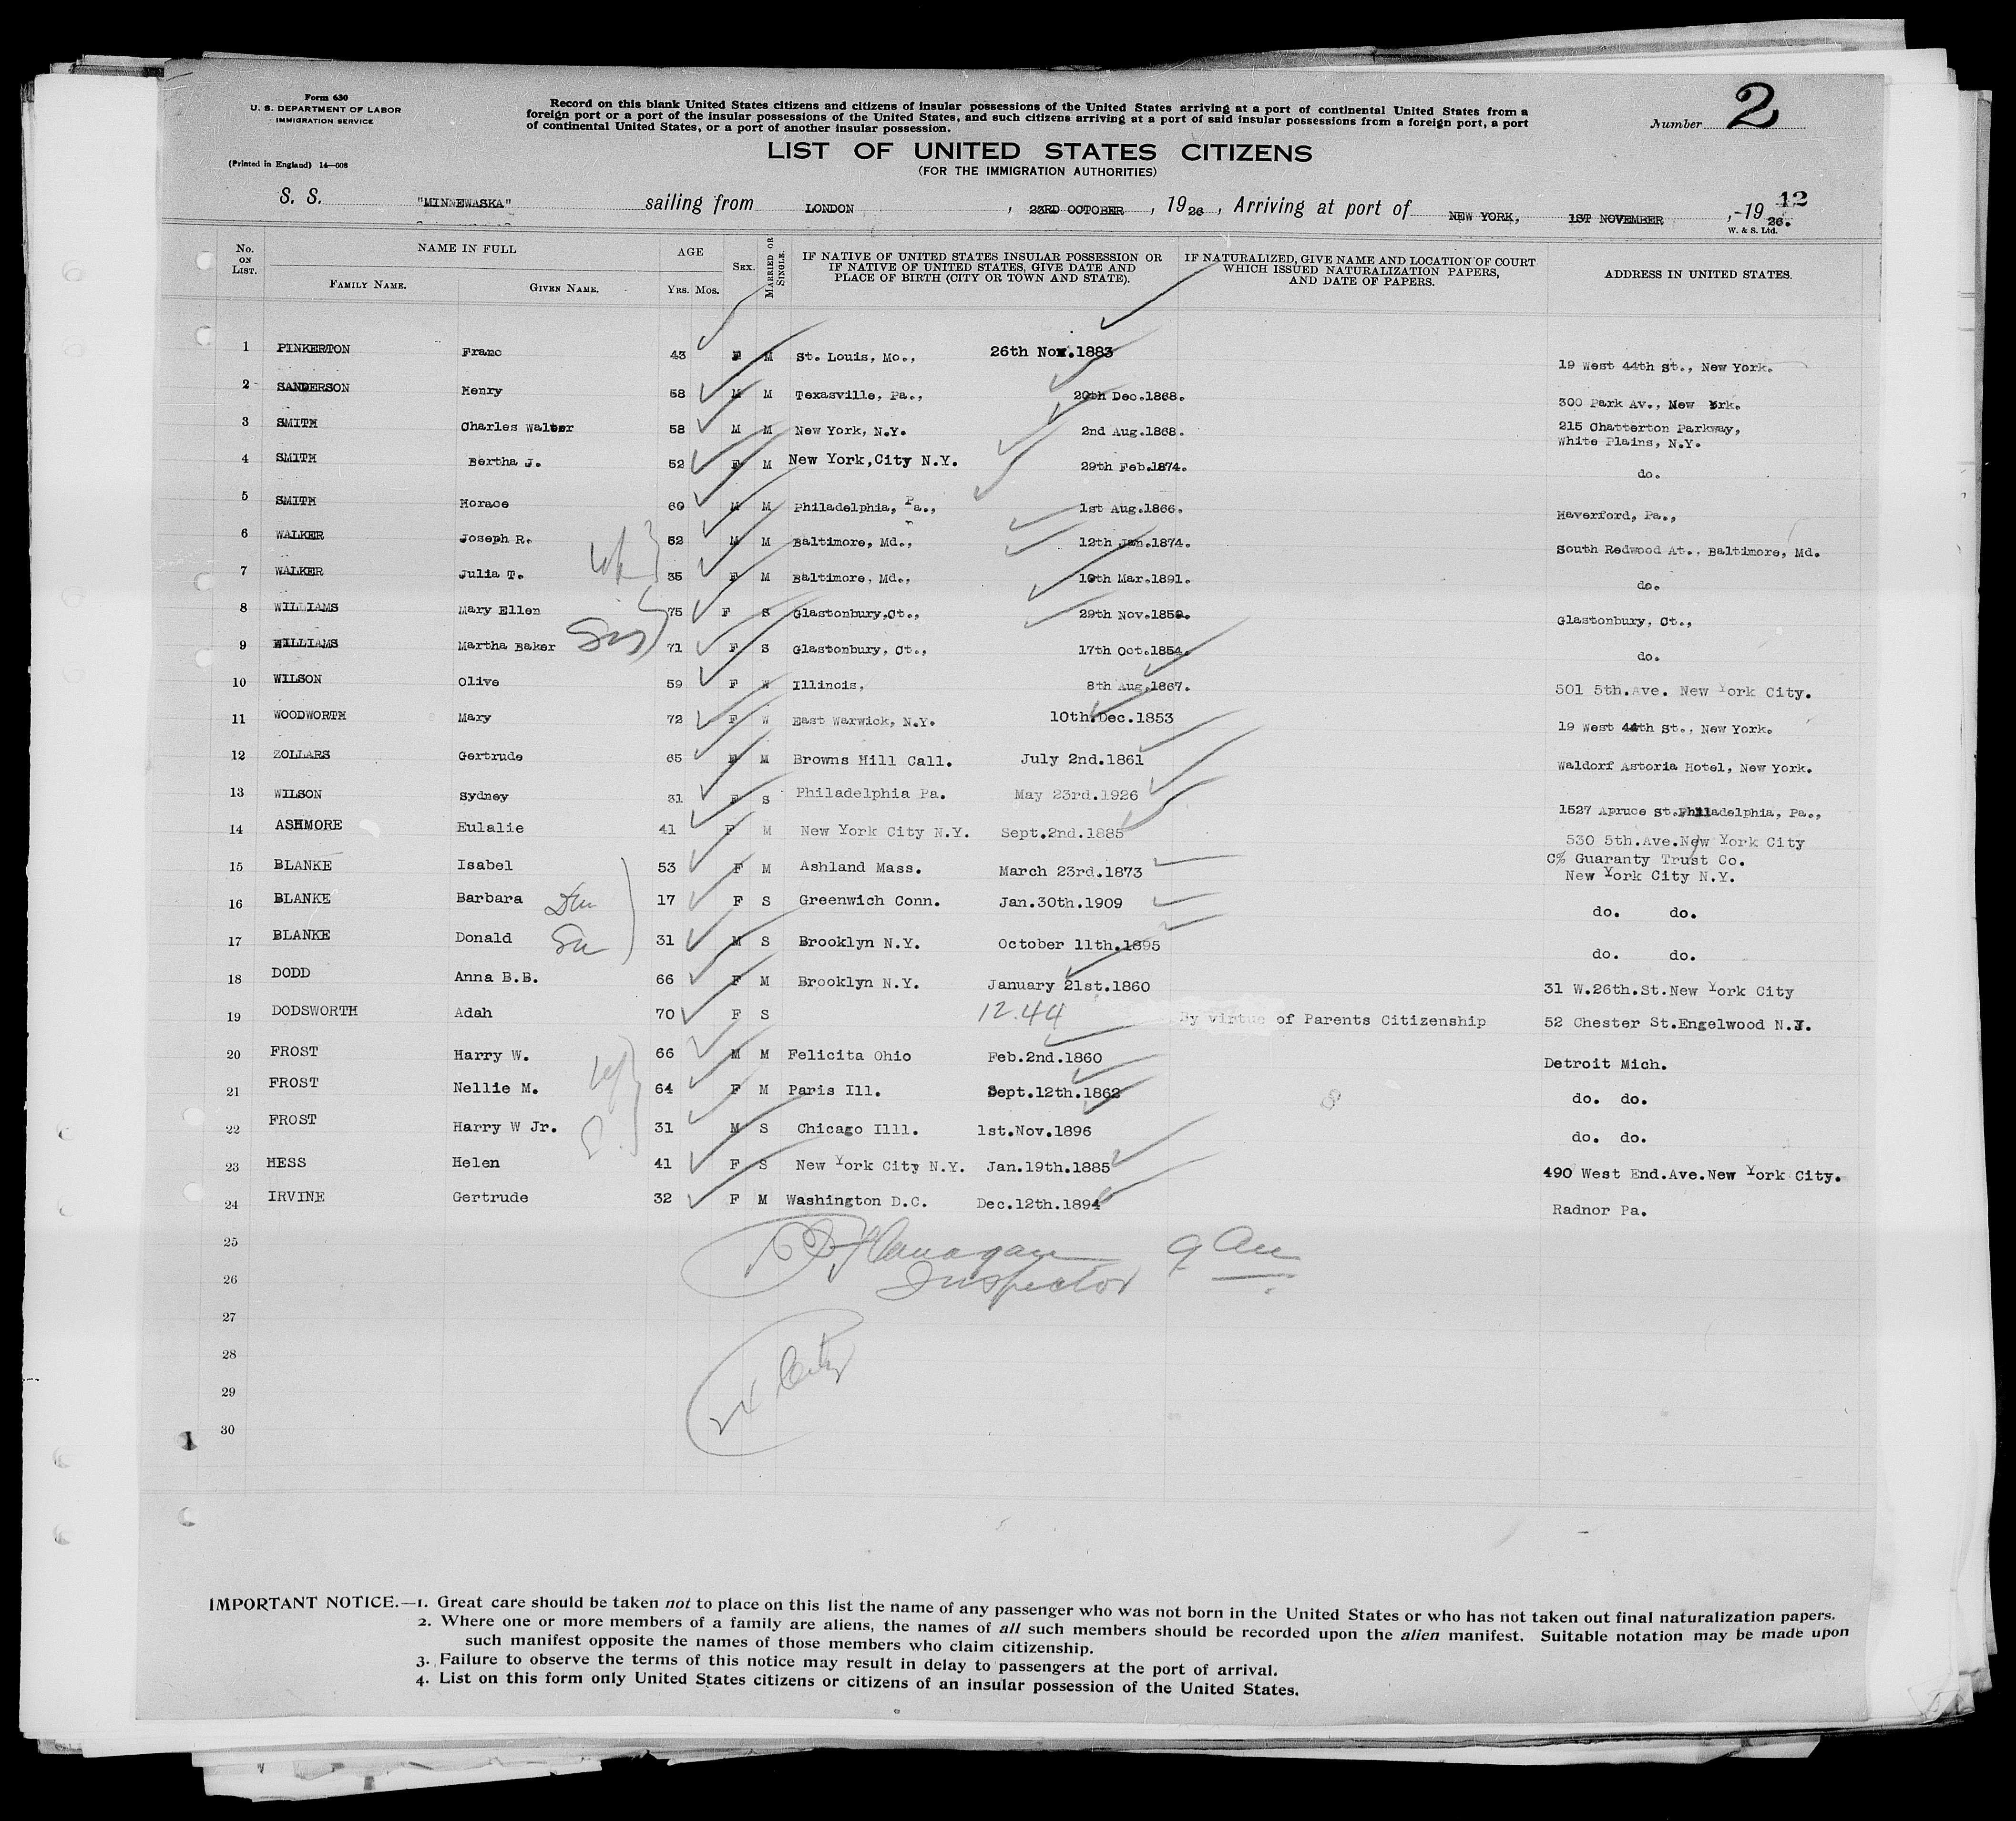 Form 630
U. S. DEPARTMENT OF LABOR
IMMIGRATION SERVICE
(Printed in England) 14—608
Record on this blank United States citizens and citizens of insular possessions of the United States arriving at a port of continental United States from a
foreign port or a port of the insular possessions of the United States, and such citizens arriving at a port of said insular possessions from a foreign port, a port
of continental United States, or a port of another insular possession.
Number 2
LIST OF UNITED STATES CITIZENS
(FOR THE IMMIGRATION AUTHORITIES)
12
S. S. "MINNEWASKA" sailing from LONDON, 23RD OCTOBER, 1926, Arriving at port of NEW YORK, 1ST NOVEMBER, 1926.
W. & S. Ltd.
No. ON LIST. NAME IN FULL AGE SEX. MARRIED OR SINGLE. IF NATIVE OF UNITED STATES INSULAR POSSESSION OR IF NATIVE OF UNITED STATES, GIVE DATE AND PLACE OF BIRTH (CITY OR TOWN AND STATE). IF NATURALIZED, GIVE NAME AND LOCATION OF COURT WHICH ISSUED NATURALIZATION PAPERS, AND DATE OF PAPERS. ADDRESS IN UNITED STATES.
FAMILY NAME. GIVEN NAME. YRS. MOS.
1 PINKERTON Franc 43 F M St. Louis, Mo., 26th Nov.1883 19 West 44th St., New York.
2 SANDERSON Henry 58 M M Texasville, Pa., 20th Dec.1868. 300 Park Av., New Yrk.
3 SMITH Charles Walter 58 M M New York, N.Y. 2nd Aug.1868. 215 Chatterton Parkway,
White Plains, N.Y.
4 SMITH Bertha J. 52 F M New York,City N.Y. 29th Feb.1874. do.
5 SMITH Horace 60 M M Philadelphia, Pa., 1st Aug.1866. Haverford, Pa.,
6 WALKER Joseph R. 52 M M Baltimore, Md., 12th Jan.1874. South Redwood At., Baltimore, Md.
7 WALKER Julia T. 35 F M Baltimore, Md., 10th Mar.1891. do.
8 WILLIAMS Mary Ellen 75 F S Glastonbury,Ct., 29th Nov.1850. Glastonbury, Ct.,
9 WILLIAMS Martha Baker Sis 71 F S Glastonbury, Ct., 17th Oct.1854. do.
10 WILSON Olive 59 F W Illinois, 8th Aug.1867. 501 5th.Ave. New York City.
11 WOODWORTH Mary 72 F W East Warwick, N.Y. 10th.Dec.1853 19 West 44th St., New York.
12 ZOLLARS Gertrude 65 F M Browns Hill Call. July 2nd.1861 Waldorf Astoria Hotel, New York.
13 WILSON Sydney 31 F S Philadelphia Pa. May 23rd.1926 1527 Apruce St.Philadelphia, Pa.,
14 ASHMORE Eulalie 41 F M New York City N.Y. Sept.2nd.1885 530 5th.Ave.New York City
15 BLANKE Isabel 53 F M Ashland Mass. March 23rd.1873 C% Guaranty Trust Co.
New York City N.Y.
16 BLANKE Barbara 17 F S Greenwich Conn. Jan.30th.1909 do. do.
17 BLANKE Donald 31 M S Brooklyn N.Y. October 11th.1895 do. do.
18 DODD Anna B.B. 66 F M Brooklyn N.Y. January 21st.1860 31 W.26th.St.New York City
19 DODSWORTH Adah 70 F S 12.44 By virtue of Parents Citizenship 52 Chester St.Engelwood N.J.
20 FROST Harry W. 66 M M Felicita Ohio Feb.2nd.1860 Detroit Mich.
21 FROST Nellie M. 64 F M Paris Ill. Sept.12th.1862 do. do.
22 FROST Harry W Jr. 31 M S Chicago Illl. 1st.Nov.1896 do. do.
23 HESS Helen 41 F S New York City N.Y. Jan.19th.1885 490 West End.Ave.New York City.
24 IRVINE Gertrude 32 F M Washington D.C. Dec.12th.1894 Radnor Pa.
25 Flanagan
26 Inspector
27
28
29
30
IMPORTANT NOTICE.—1. Great care should be taken not to place on this list the name of any passenger who was not born in the United States or who has not taken out final naturalization papers.
2. Where one or more members of a family are aliens, the names of all such members should be recorded upon the alien manifest. Suitable notation may be made upon
such manifest opposite the names of those members who claim citizenship.
3. Failure to observe the terms of this notice may result in delay to passengers at the port of arrival.
4. List on this form only United States citizens or citizens of an insular possession of the United States.